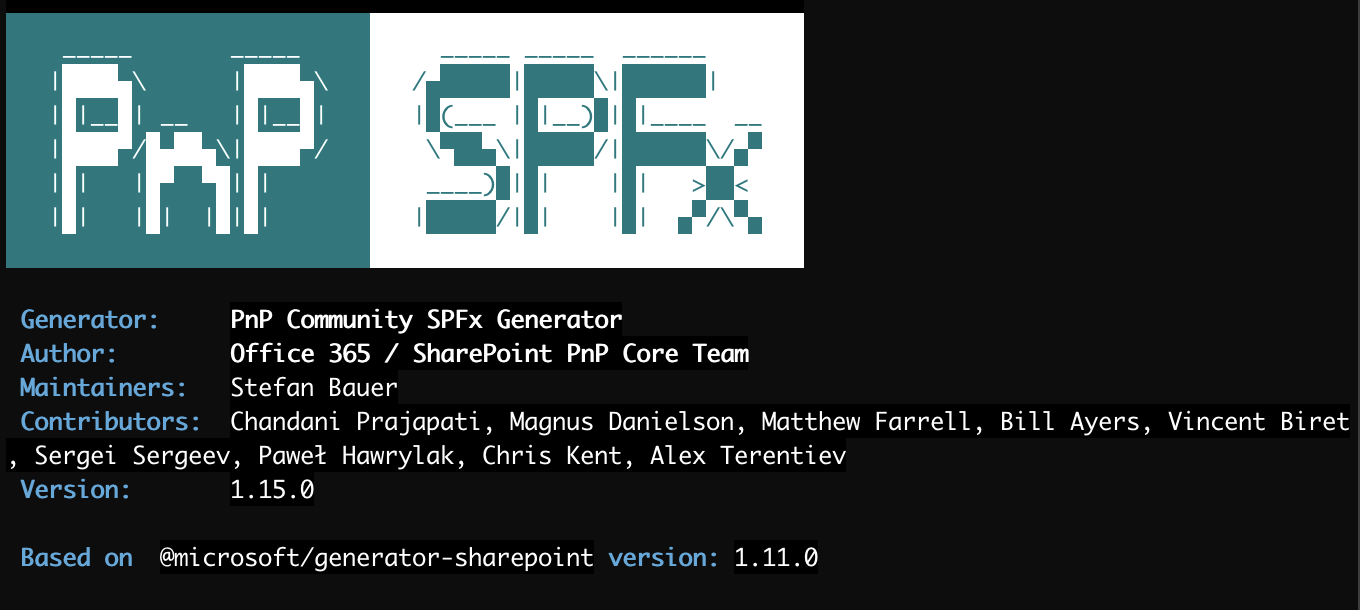 PnP SPFx
Generator: PnP Community SPFx Generator
Author: Office 365 / SharePoint PnP Core Team
Maintainers: Stefan Bauer
Contributors: Chandani Prajapati, Magnus Danielson, Matthew Farrell, Bill Ayers, Vincent Biret
, Sergei Sergeev, Paweł Hawrylak, Chris Kent, Alex Terentiev
Version: 1.15.0
Based on @microsoft/generator-sharepoint version: 1.11.0